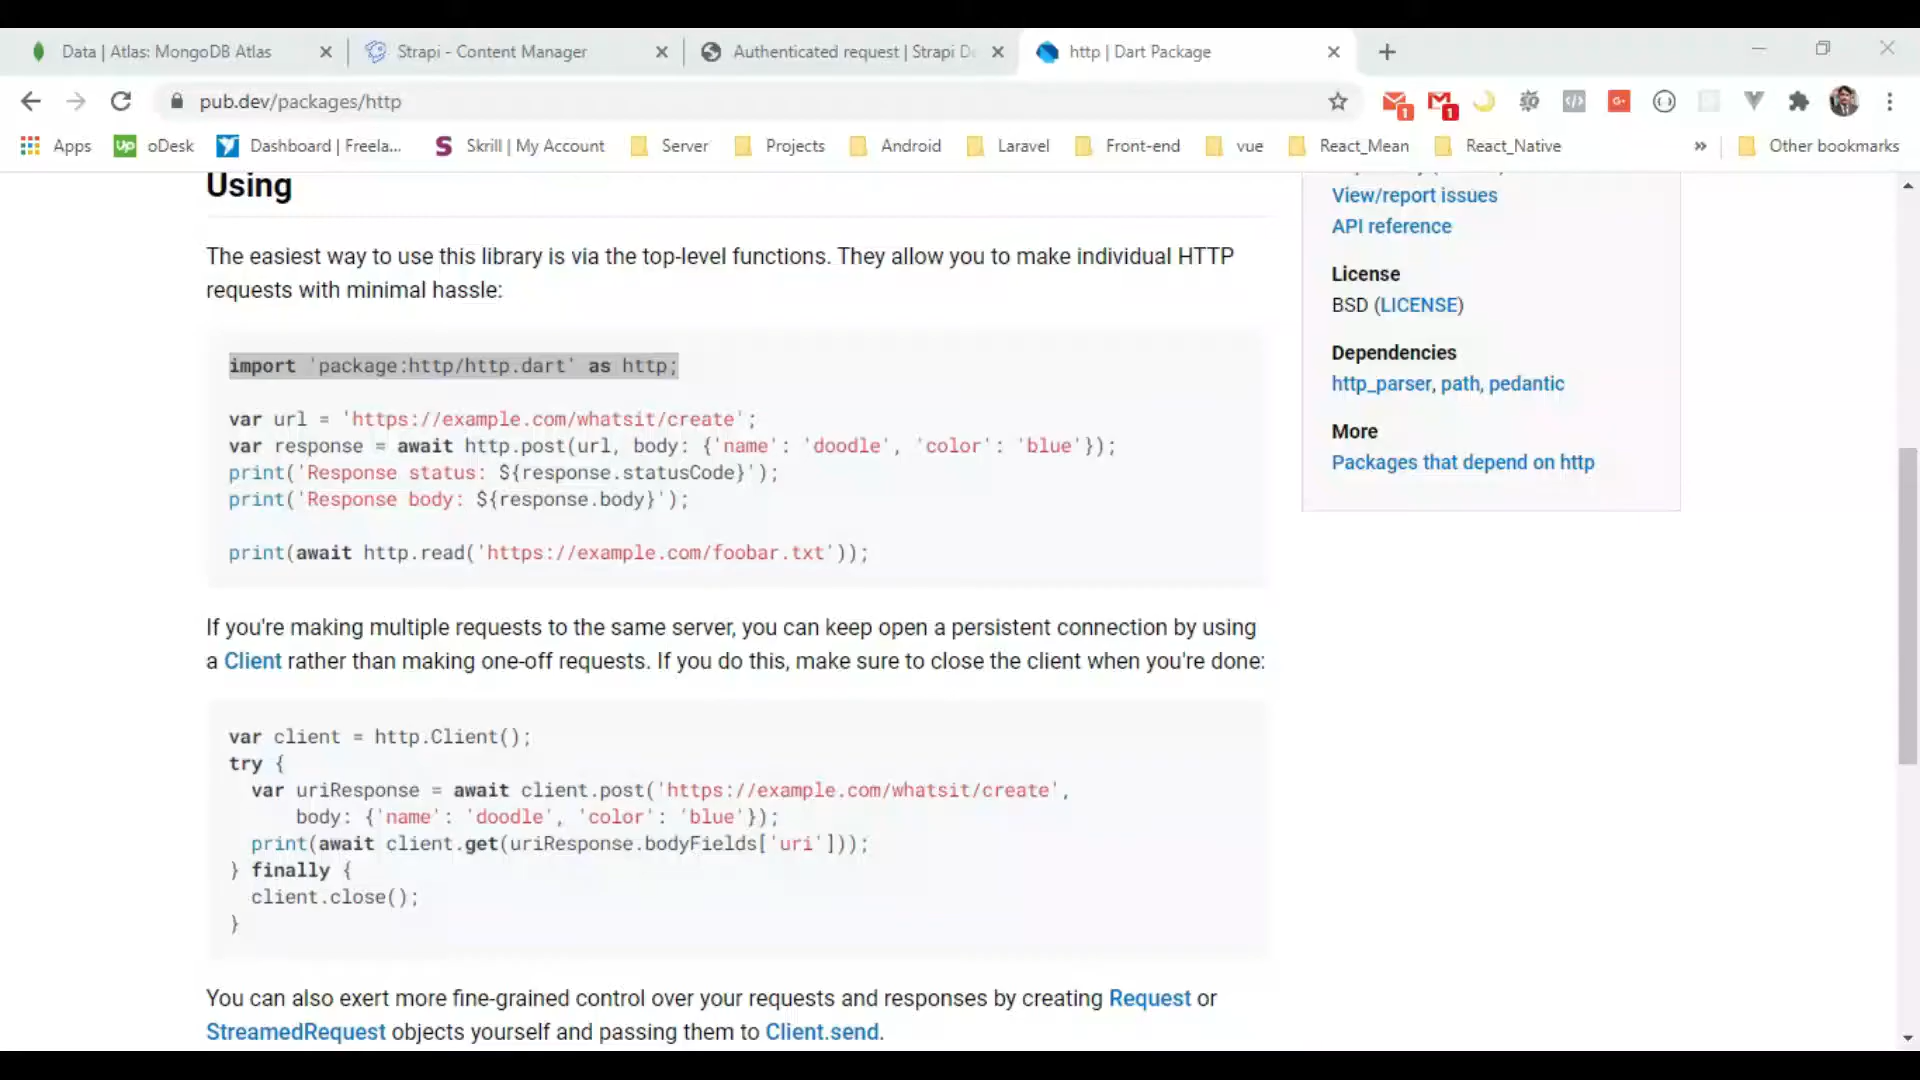 Data | Atlas: MongoDB Atlas
Strapi - Content Manager
Authenticated request | Strapi D
http | Dart Package
pub.dev/packages/http
1
1
G+
Apps
Up oDesk
Dashboard | Freela...
S Skrill | My Account
Server
Projects
Android
Laravel
Front-end
vue
React_Mean
React_Native
»
Other bookmarks
Using
The easiest way to use this library is via the top-level functions. They allow you to make individual HTTP
requests with minimal hassle:
import 'package:http/http.dart' as http;
var url = 'https://example.com/whatsit/create';
var response = await http.post(url, body: {'name': 'doodle', 'color': 'blue'});
print('Response status: ${response.statusCode}');
print('Response body: ${response.body}');
print(await http.read('https://example.com/foobar.txt'));
If you're making multiple requests to the same server, you can keep open a persistent connection by using
a Client rather than making one-off requests. If you do this, make sure to close the client when you're done:
var client = http.Client();
try {
var uriResponse = await client.post('https://example.com/whatsit/create',
body: {'name': 'doodle', 'color': 'blue'});
print(await client.get(uriResponse.bodyFields['uri']));
} finally {
client.close();
}
You can also exert more fine-grained control over your requests and responses by creating Request or
StreamedRequest objects yourself and passing them to Client.send.
View/report issues
API reference
License
BSD (LICENSE)
Dependencies
http_parser, path, pedantic
More
Packages that depend on http